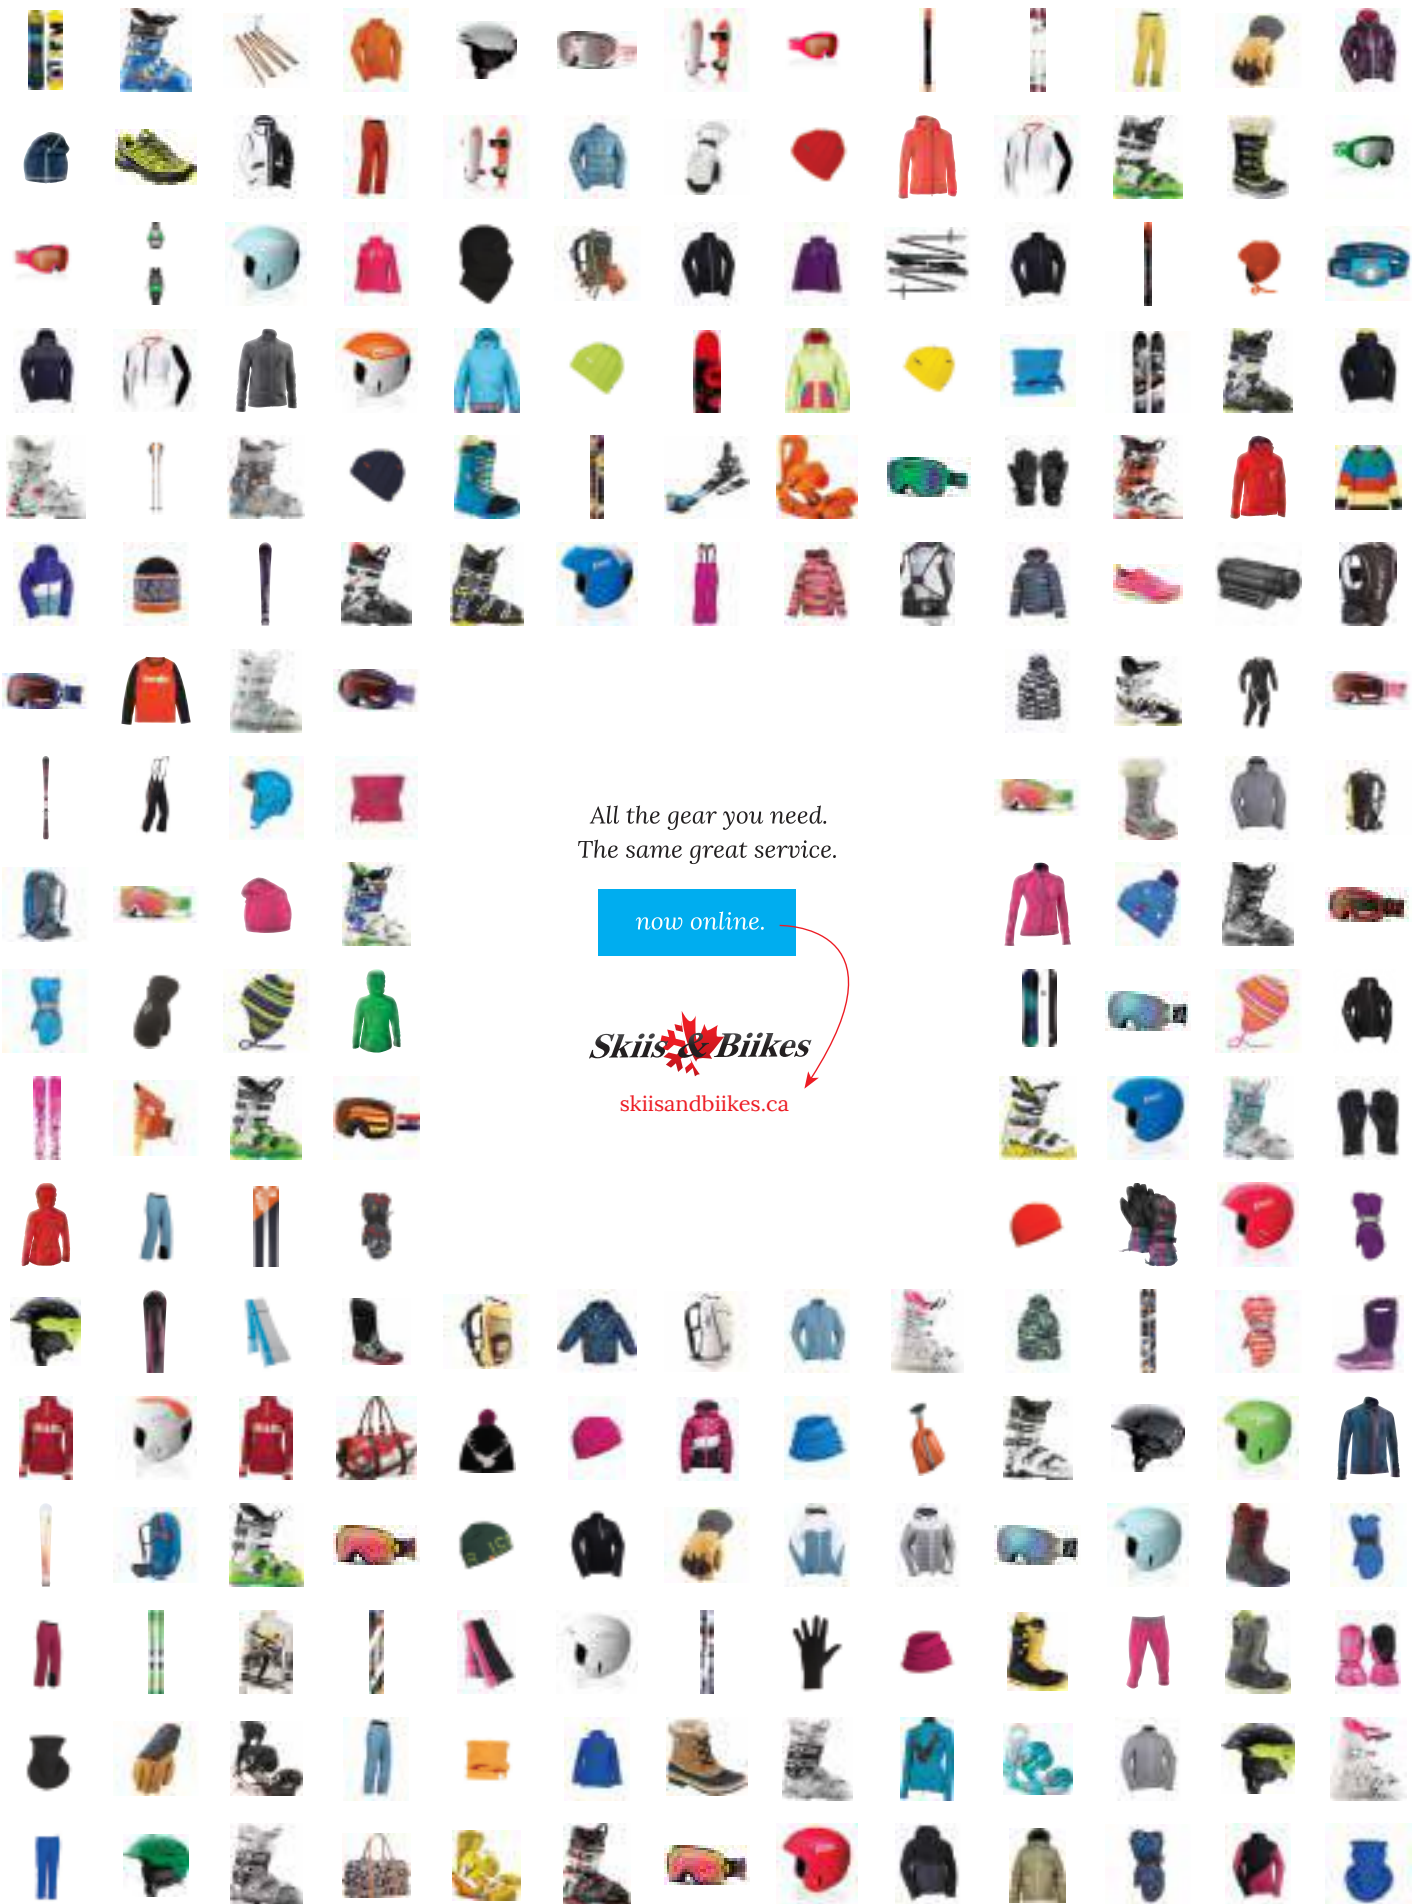 All the gear you need.
The same great service.
now online.
Skiis & Biikes
skiisandbiikes.ca